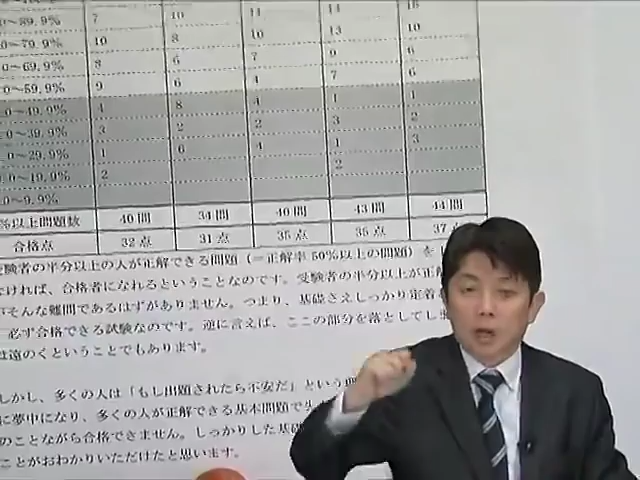 0～89.9% 7 10 11 11 15
0～79.9% 10 8 10 13 10
0～69.9% 8 6 7 9 6
0～59.9% 9 6 4 7 6
0～49.9% 4 8 4 1 1
0～39.9% 3 2 2 3 2
0～29.9% 1 6 4 1 3
0～19.9% 2 2
0～9.9%
%以上問題数 40問 34問 40問 43問 44問
合格点 32点 31点 35点 35点 37点
受験者の半分以上の人が正解できる問題（＝正解率50%以上の問題）を
なければ、合格者になれるということなのです。受験者の半分以上が正解
がそんな難問であるはずがありません。つまり、基礎さえしっかり定着
必ず合格できる試験なのです。逆に言えば、ここの部分を落としてしま
は遠のくということでもあります。
しかし、多くの人は「もし出題されたら不安だ」という
に夢中になり、多くの人が正解できる基本問題で
のことながら合格できません。しっかりした基
ことがおわかりいただけたと思います。